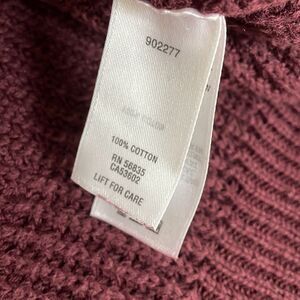 902277
100% COTTON
RN 56835
CA53602
LIFT FOR CARE